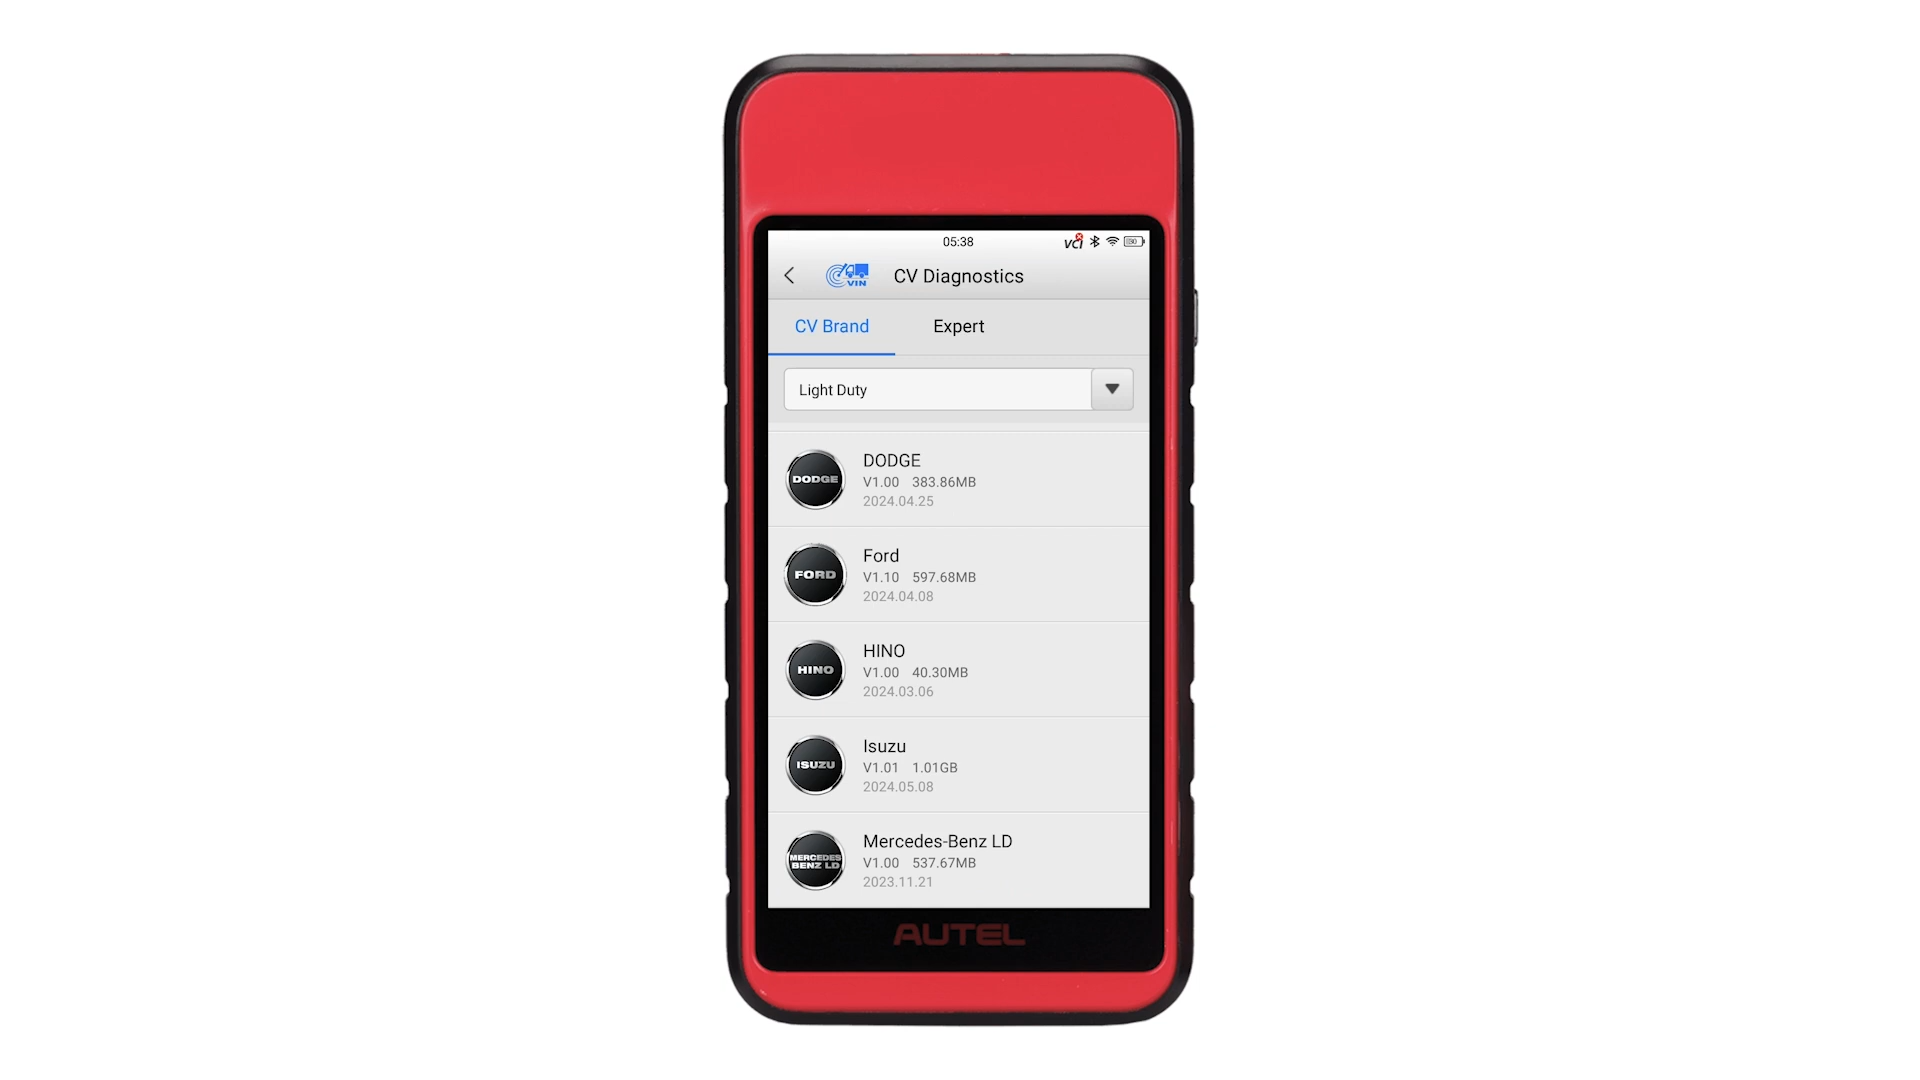 05:38
VCI
80
VIN
CV Diagnostics
CV Brand
Expert
Light Duty
DODGE
DODGE
V1.00 383.86MB
2024.04.25
FORD
Ford
V1.10 597.68MB
2024.04.08
HINO
HINO
V1.00 40.30MB
2024.03.06
ISUZU
Isuzu
V1.01 1.01GB
2024.05.08
MERCEDES
BENZ LD
Mercedes-Benz LD
V1.00 537.67MB
2023.11.21
AUTEL